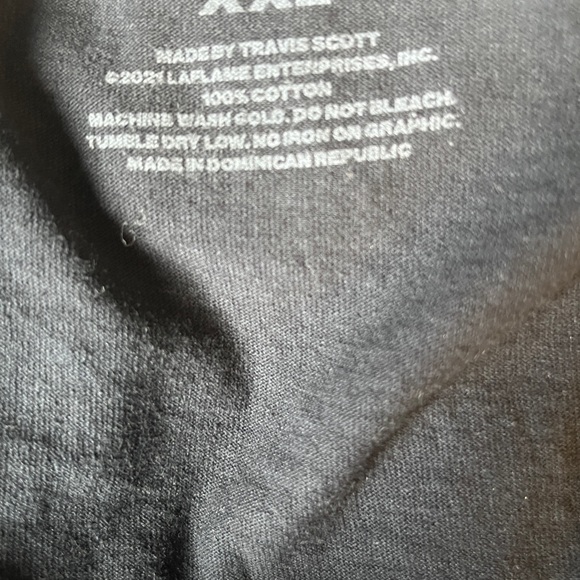 XXL
MADE BY TRAVIS SCOTT
©2021 LAFLAME ENTERPRISES, INC.
100% COTTON
MACHINE WASH COLD. DO NOT BLEACH.
TUMBLE DRY LOW. NO IRON ON GRAPHIC.
MADE IN DOMINICAN REPUBLIC